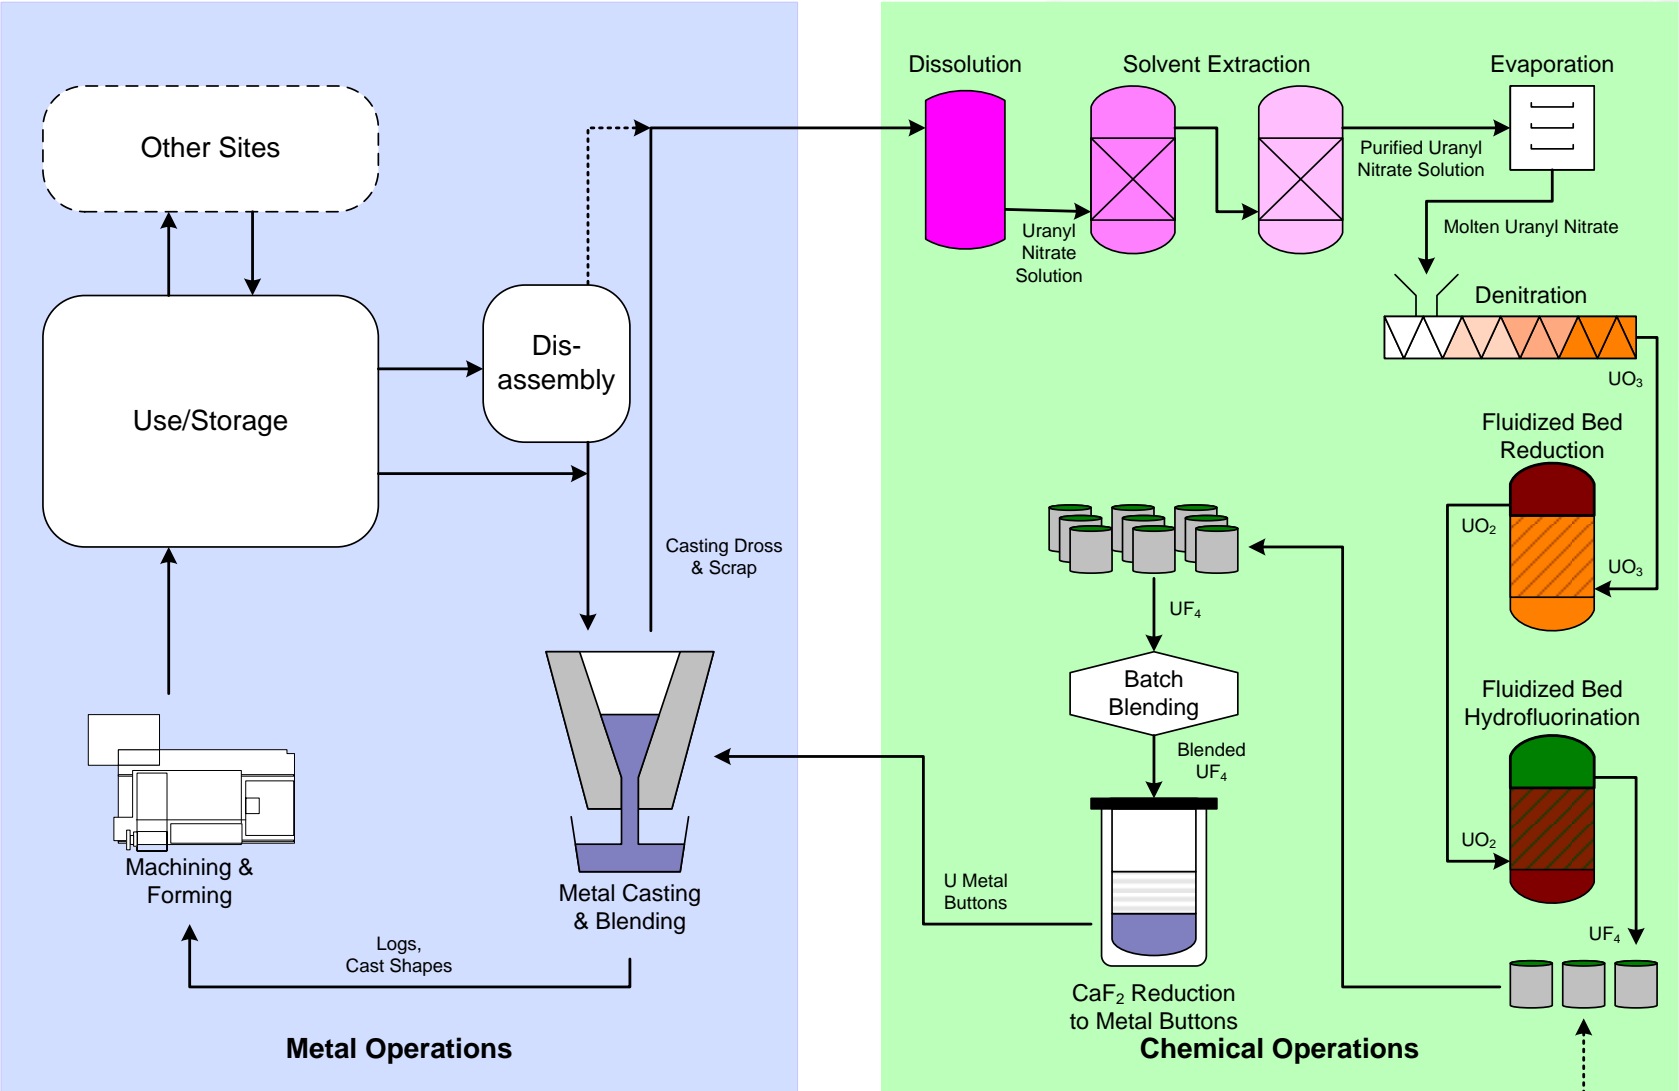 Other Sites
Use/Storage
Dis-
assembly
Casting Dross
& Scrap
Machining &
Forming
Metal Casting
& Blending
Logs,
Cast Shapes
Metal Operations
Dissolution
Solvent Extraction
Evaporation
Uranyl
Nitrate
Solution
Purified Uranyl
Nitrate Solution
Molten Uranyl Nitrate
Denitration
UO₃
Fluidized Bed
Reduction
UO₂
UO₃
Fluidized Bed
Hydrofluorination
UO₂
UF₄
UF₄
Batch
Blending
Blended
UF₄
U Metal
Buttons
CaF₂ Reduction
to Metal Buttons
Chemical Operations